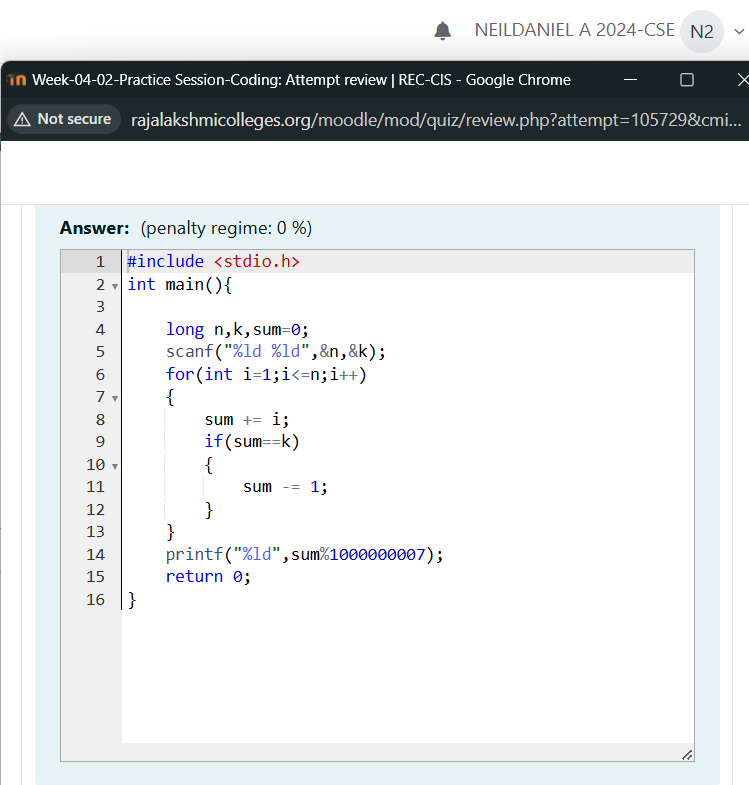 NEILDANIEL A 2024-CSE N2
in Week-04-02-Practice Session-Coding: Attempt review | REC-CIS - Google Chrome
Not secure rajalakshmicolleges.org/moodle/mod/quiz/review.php?attempt=105729&cmi...
Answer: (penalty regime: 0 %)
1 #include <stdio.h>
2 int main(){
3
4 long n,k,sum=0;
5 scanf("%ld %ld",&n,&k);
6 for(int i=1;i<=n;i++)
7 {
8 sum += i;
9 if(sum==k)
10 {
11 sum -= 1;
12 }
13 }
14 printf("%ld",sum%1000000007);
15 return 0;
16 }